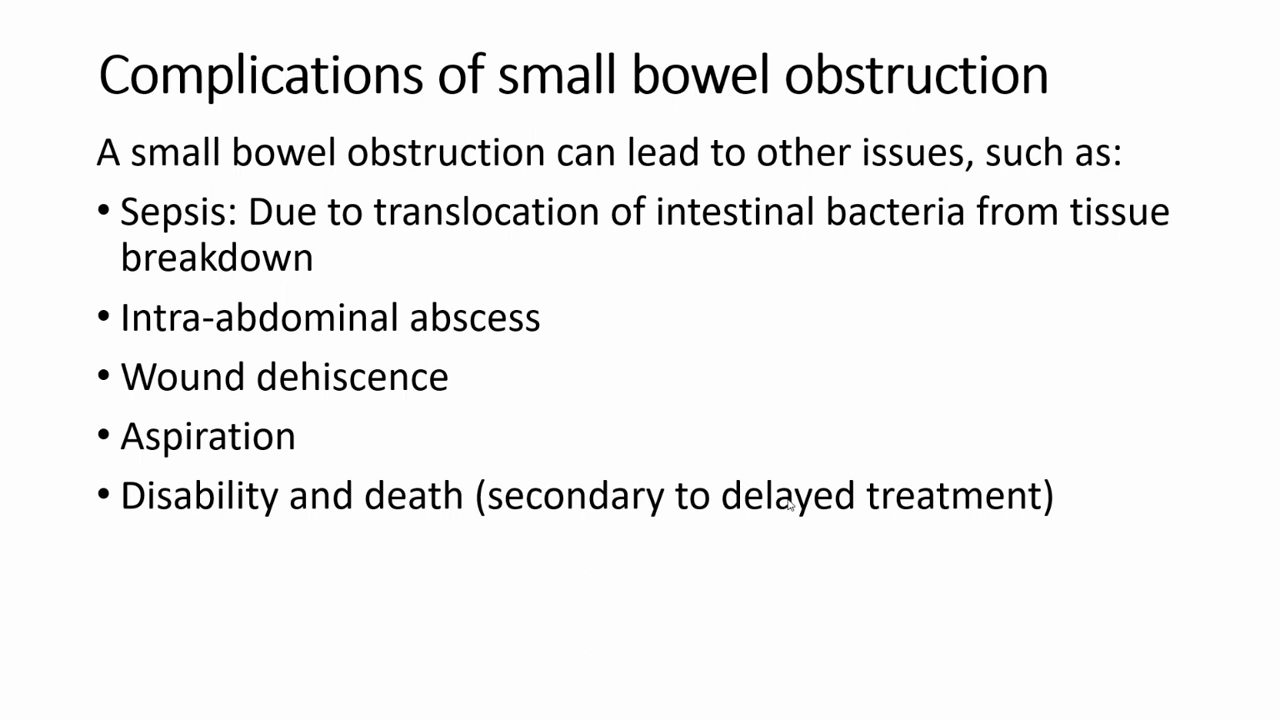 Complications of small bowel obstruction
A small bowel obstruction can lead to other issues, such as:
• Sepsis: Due to translocation of intestinal bacteria from tissue
breakdown
• Intra-abdominal abscess
• Wound dehiscence
• Aspiration
• Disability and death (secondary to delayed treatment)